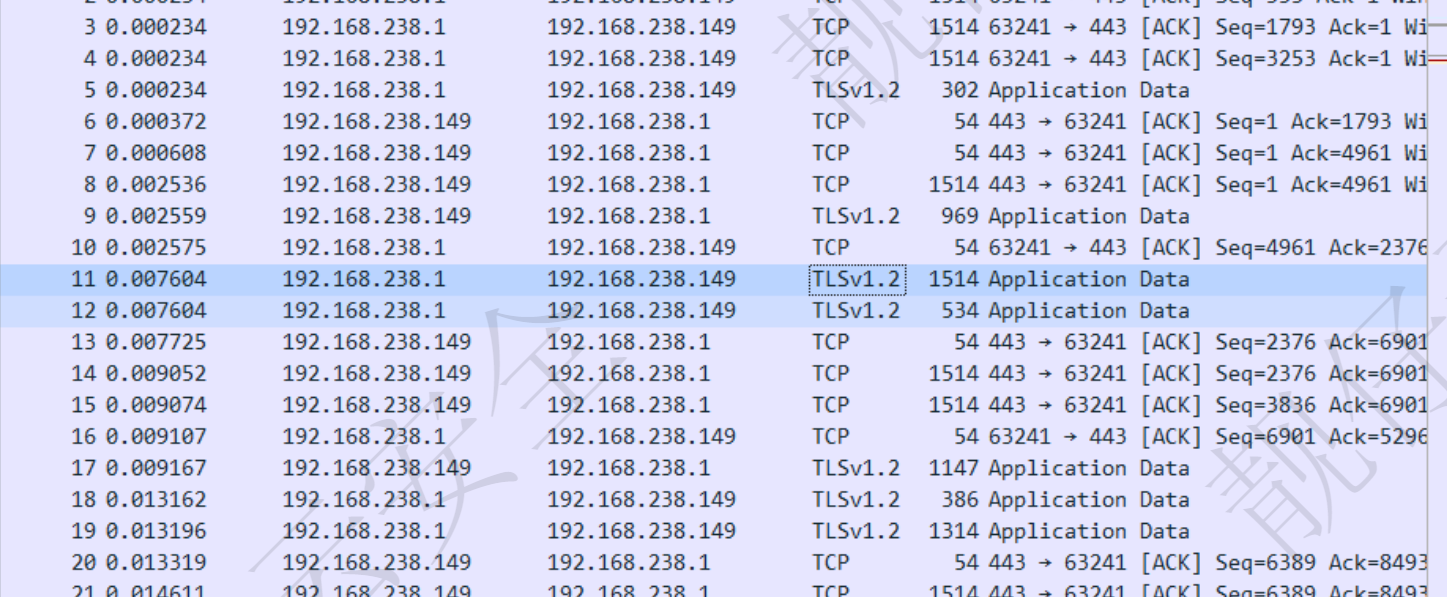 3 0.000234 192.168.238.1 192.168.238.149 TCP 1514 63241 → 443 [ACK] Seq=1793 Ack=1 Wi
4 0.000234 192.168.238.1 192.168.238.149 TCP 1514 63241 → 443 [ACK] Seq=3253 Ack=1 Wi
5 0.000234 192.168.238.1 192.168.238.149 TLSv1.2 302 Application Data
6 0.000372 192.168.238.149 192.168.238.1 TCP 54 443 → 63241 [ACK] Seq=1 Ack=1793 Wi
7 0.000608 192.168.238.149 192.168.238.1 TCP 54 443 → 63241 [ACK] Seq=1 Ack=4961 Wi
8 0.002536 192.168.238.149 192.168.238.1 TCP 1514 443 → 63241 [ACK] Seq=1 Ack=4961 Wi
9 0.002559 192.168.238.149 192.168.238.1 TLSv1.2 969 Application Data
10 0.002575 192.168.238.1 192.168.238.149 TCP 54 63241 → 443 [ACK] Seq=4961 Ack=2376
11 0.007604 192.168.238.1 192.168.238.149 TLSv1.2 1514 Application Data
12 0.007604 192.168.238.1 192.168.238.149 TLSv1.2 534 Application Data
13 0.007725 192.168.238.149 192.168.238.1 TCP 54 443 → 63241 [ACK] Seq=2376 Ack=6901
14 0.009052 192.168.238.149 192.168.238.1 TCP 1514 443 → 63241 [ACK] Seq=2376 Ack=6901
15 0.009074 192.168.238.149 192.168.238.1 TCP 1514 443 → 63241 [ACK] Seq=3836 Ack=6901
16 0.009107 192.168.238.1 192.168.238.149 TCP 54 63241 → 443 [ACK] Seq=6901 Ack=5296
17 0.009167 192.168.238.149 192.168.238.1 TLSv1.2 1147 Application Data
18 0.013162 192.168.238.1 192.168.238.149 TLSv1.2 386 Application Data
19 0.013196 192.168.238.1 192.168.238.149 TLSv1.2 1314 Application Data
20 0.013319 192.168.238.149 192.168.238.1 TCP 54 443 → 63241 [ACK] Seq=6389 Ack=8493
21 0.014611 192.168.238.149 192.168.238.1 TCP 1514 443 → 63241 [ACK] Seq=6389 Ack=8493
靓
安全
靓仔